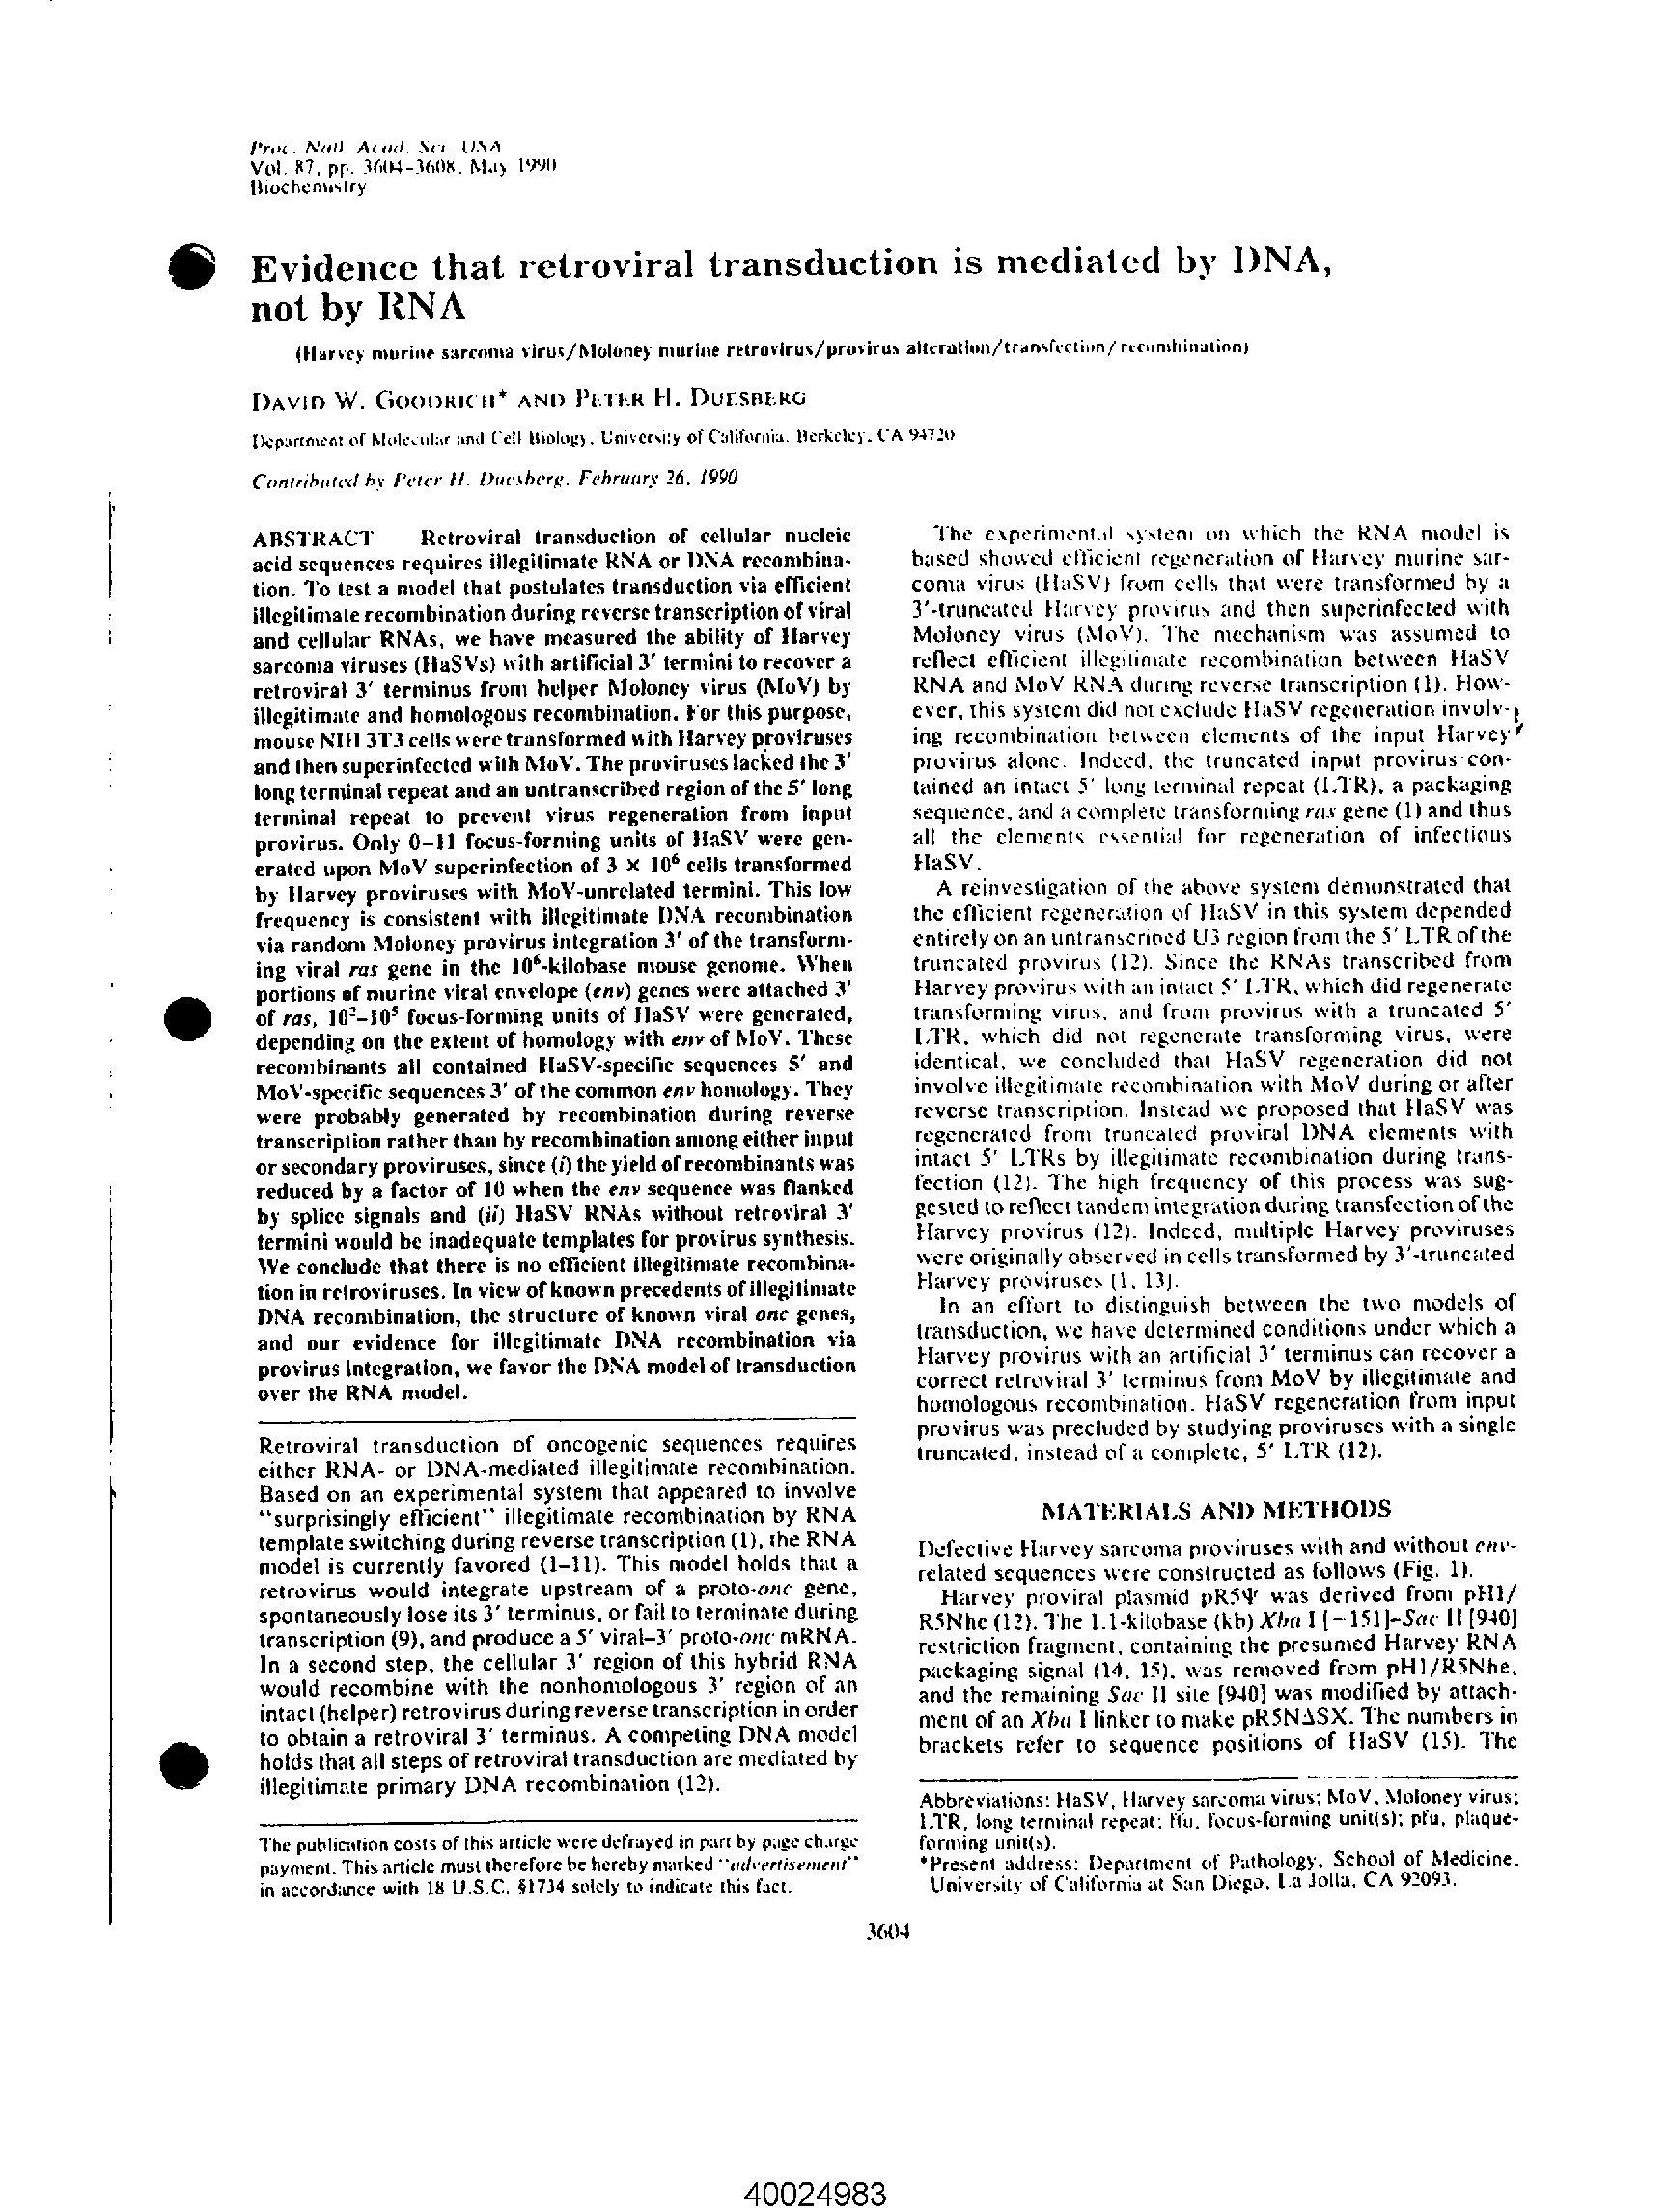 Proc. Natl. Acad. Sci. USA
Vol. 87, pp. 3604-3608, May 1990
Biochemistry
Evidence that retroviral transduction is mediated by DNA,
not by RNA
(Harvey murine sarcoma virus/Moloney murine retrovirus/provirus alteration/transfection/recombination)
DAVID W. GOODRICH* AND PETER H. DUESBERG
Department of Molecular and Cell Biology, University of California, Berkeley, CA 94720
Contributed by Peter H. Duesberg, February 26, 1990
ABSTRACT Retroviral transduction of cellular nucleic
acid sequences requires illegitimate RNA or DNA recombina-
tion. To test a model that postulates transduction via efficient
illegitimate recombination during reverse transcription of viral
and cellular RNAs, we have measured the ability of Harvey
sarcoma viruses (HaSVs) with artificial 3′ termini to recover a
retroviral 3′ terminus from helper Moloney virus (MoV) by
illegitimate and homologous recombination. For this purpose,
mouse NIH 3T3 cells were transformed with Harvey proviruses
and then superinfected with MoV. The proviruses lacked the 3′
long terminal repeat and an untranscribed region of the 5′ long
terminal repeat to prevent virus regeneration from input
provirus. Only 0-11 focus-forming units of HaSV were gen-
erated upon MoV superinfection of 3 × 10⁶ cells transformed
by Harvey proviruses with MoV-unrelated termini. This low
frequency is consistent with illegitimate DNA recombination
via random Moloney provirus integration 3′ of the transform-
ing viral ras gene in the 10⁶-kilobase mouse genome. When
portions of murine viral envelope (env) genes were attached 3′
of ras, 10²-10⁵ focus-forming units of HaSV were generated,
depending on the extent of homology with env of MoV. These
recombinants all contained HaSV-specific sequences 5′ and
MoV-specific sequences 3′ of the common env homology. They
were probably generated by recombination during reverse
transcription rather than by recombination among either input
or secondary proviruses, since (i) the yield of recombinants was
reduced by a factor of 10 when the env sequence was flanked
by splice signals and (ii) HaSV RNAs without retroviral 3′
termini would be inadequate templates for provirus synthesis.
We conclude that there is no efficient illegitimate recombina-
tion in retroviruses. In view of known precedents of illegitimate
DNA recombination, the structure of known viral onc genes,
and our evidence for illegitimate DNA recombination via
provirus integration, we favor the DNA model of transduction
over the RNA model.
Retroviral transduction of oncogenic sequences requires
either RNA- or DNA-mediated illegitimate recombination.
Based on an experimental system that appeared to involve
"surprisingly efficient" illegitimate recombination by RNA
template switching during reverse transcription (1), the RNA
model is currently favored (1-11). This model holds that a
retrovirus would integrate upstream of a proto-onc gene,
spontaneously lose its 3′ terminus, or fail to terminate during
transcription (9), and produce a 5′ viral-3′ proto-onc mRNA.
In a second step, the cellular 3′ region of this hybrid RNA
would recombine with the nonhomologous 3′ region of an
intact (helper) retrovirus during reverse transcription in order
to obtain a retroviral 3′ terminus. A competing DNA model
holds that all steps of retroviral transduction are mediated by
illegitimate primary DNA recombination (12).
The publication costs of this article were defrayed in part by page charge
payment. This article must therefore be hereby marked "advertisement"
in accordance with 18 U.S.C. §1734 solely to indicate this fact.
The experimental system on which the RNA model is
based showed efficient regeneration of Harvey murine sar-
coma virus (HaSV) from cells that were transformed by a
3′-truncated Harvey provirus and then superinfected with
Moloney virus (MoV). The mechanism was assumed to
reflect efficient illegitimate recombination between HaSV
RNA and MoV RNA during reverse transcription (1). How-
ever, this system did not exclude HaSV regeneration involv-
ing recombination between elements of the input Harvey
provirus alone. Indeed, the truncated input provirus con-
tained an intact 5′ long terminal repeat (LTR), a packaging
sequence, and a complete transforming ras gene (1) and thus
all the elements essential for regeneration of infectious
HaSV.
A reinvestigation of the above system demonstrated that
the efficient regeneration of HaSV in this system depended
entirely on an untranscribed U3 region from the 5′ LTR of the
truncated provirus (12). Since the RNAs transcribed from
Harvey provirus with an intact 5′ LTR, which did regenerate
transforming virus, and from provirus with a truncated 5′
LTR, which did not regenerate transforming virus, were
identical, we concluded that HaSV regeneration did not
involve illegitimate recombination with MoV during or after
reverse transcription. Instead we proposed that HaSV was
regenerated from truncated proviral DNA elements with
intact 5′ LTRs by illegitimate recombination during trans-
fection (12). The high frequency of this process was sug-
gested to reflect tandem integration during transfection of the
Harvey provirus (12). Indeed, multiple Harvey proviruses
were originally observed in cells transformed by 3′-truncated
Harvey proviruses (1, 13).
In an effort to distinguish between the two models of
transduction, we have determined conditions under which a
Harvey provirus with an artificial 3′ terminus can recover a
correct retroviral 3′ terminus from MoV by illegitimate and
homologous recombination. HaSV regeneration from input
provirus was precluded by studying proviruses with a single
truncated, instead of a complete, 5′ LTR (12).
MATERIALS AND METHODS
Defective Harvey sarcoma proviruses with and without env-
related sequences were constructed as follows (Fig. 1).
Harvey proviral plasmid pR5Ψ was derived from pH1/
R5Nhe (12). The 1.1-kilobase (kb) Xba I [-151]-Sac II [940]
restriction fragment, containing the presumed Harvey RNA
packaging signal (14, 15), was removed from pH1/R5Nhe,
and the remaining Sac II site [940] was modified by attach-
ment of an Xba I linker to make pR5NΔSX. The numbers in
brackets refer to sequence positions of HaSV (15). The
Abbreviations: HaSV, Harvey sarcoma virus; MoV, Moloney virus;
LTR, long terminal repeat; ffu, focus-forming unit(s); pfu, plaque-
forming unit(s).
*Present address: Department of Pathology, School of Medicine,
University of California at San Diego, La Jolla, CA 92093.
3604
40024983